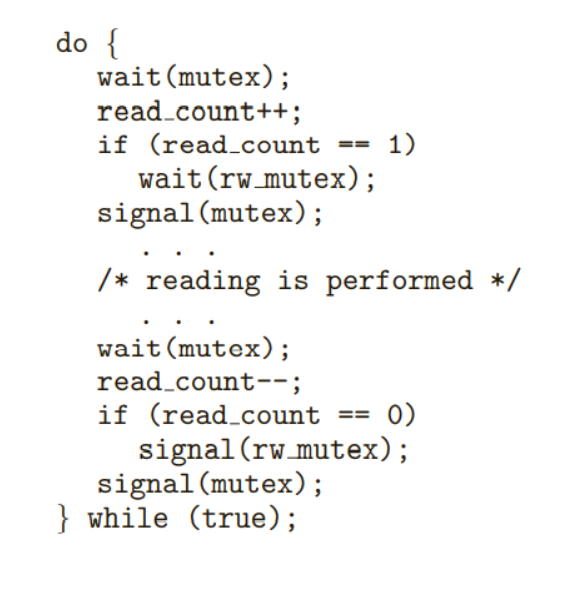 do {
wait(mutex);
read_count++;
if (read_count == 1)
wait(rw_mutex);
signal(mutex);
. . .
/* reading is performed */
. . .
wait(mutex);
read_count--;
if (read_count == 0)
signal(rw_mutex);
signal(mutex);
} while (true);